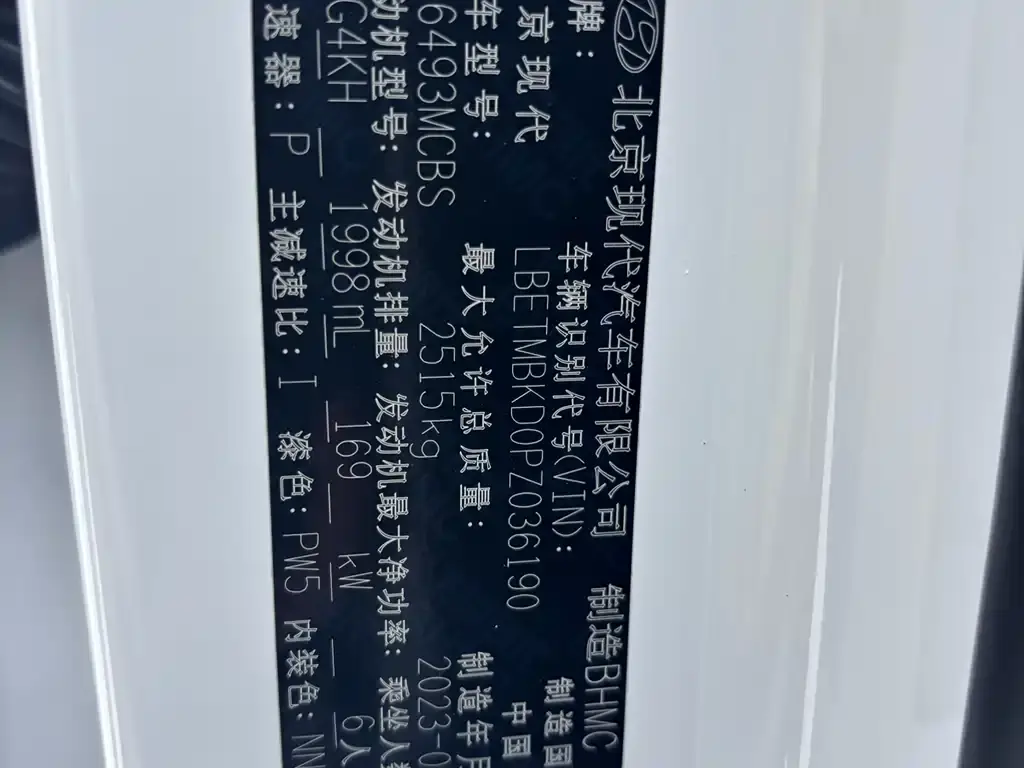 北京现代汽车有限公司 制造BHMC
牌: 车辆识别代号(VIN): 制造国
京现代 LBETMBKD0PZ036190 中国
车型号: 最大允许总质量: 制造年月
6493MCBS 2515kg 2023-0
动机型号: 发动机排量: 发动机最大净功率: 乘坐人数
G4KH 1998mL 169 kW 6人
速器: P 主减速比: I 漆色: PW5 内装色: NN